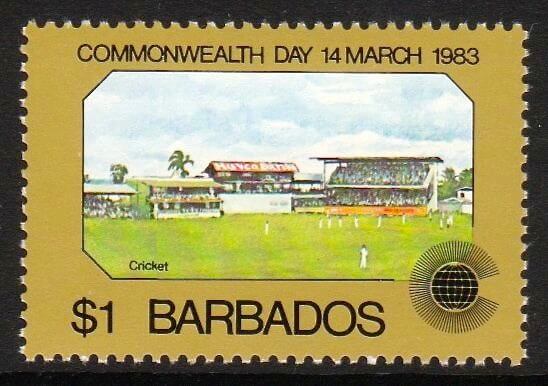 COMMONWEALTH DAY 14 MARCH 1983
Cricket
$1 BARBADOS